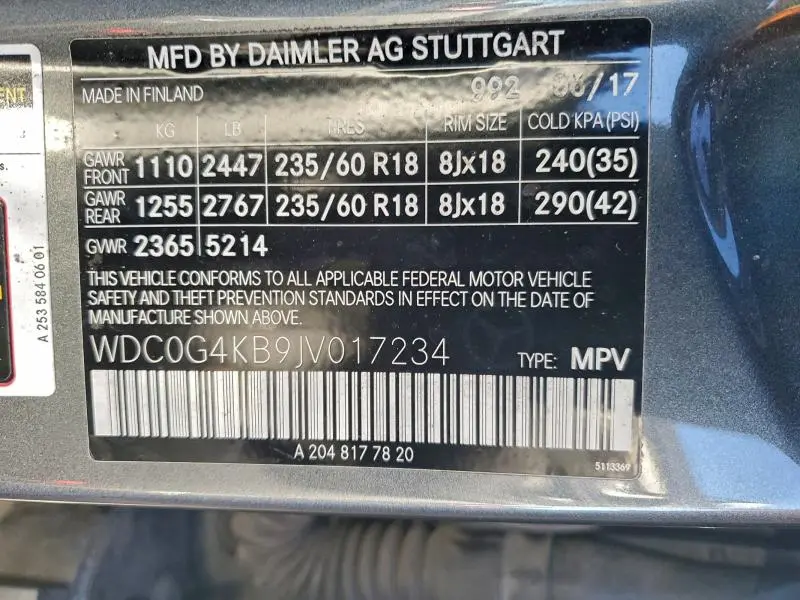 MFD BY DAIMLER AG STUTTGART
MADE IN FINLAND 992 06/17
KG LB TIRES RIM SIZE COLD KPA (PSI)
GAWR FRONT 1110 2447 235/60 R18 8Jx18 240(35)
GAWR REAR 1255 2767 235/60 R18 8Jx18 290(42)
GVWR 2365 5214
THIS VEHICLE CONFORMS TO ALL APPLICABLE FEDERAL MOTOR VEHICLE
SAFETY AND THEFT PREVENTION STANDARDS IN EFFECT ON THE DATE OF
MANUFACTURE SHOWN ABOVE.
WDC0G4KB9JV017234 TYPE: MPV
A 204 817 78 20
5113369
A 253 584 06 01
ENT
s.